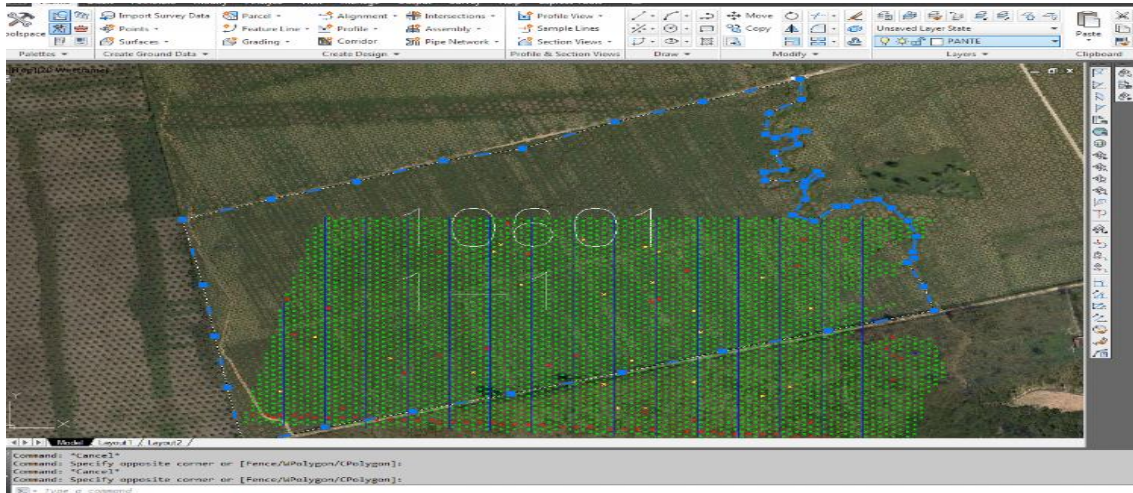 Import Survey Data Parcel Alignment Intersections Profile View Move
Points Feature Line Profile Assembly Sample Lines Copy Unsaved Layer State Paste
Surfaces Grading Corridor Pipe Network Section Views PANTE
Palettes Create Ground Data Create Design Profile & Section Views Draw Modify Layers Clipboard
10601
Model Layout1 Layout2
Command: *Cancel*
Command: Specify opposite corner or [Fence/WPolygon/CPolygon]:
Command: *Cancel*
Command: Specify opposite corner or [Fence/WPolygon/CPolygon]:
Type a command